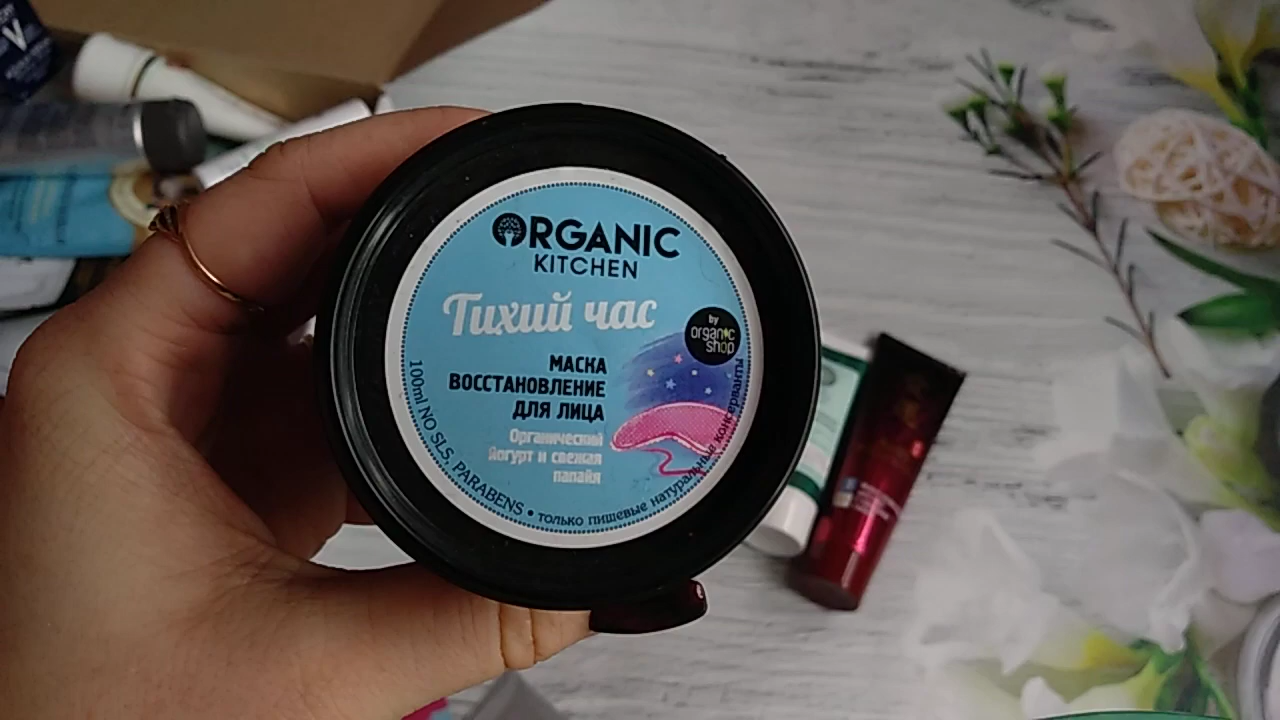 ORGANIC
KITCHEN
Тихий час
by
organic
shop
МАСКА
ВОССТАНОВЛЕНИЕ
ДЛЯ ЛИЦА
Органический
йогурт и свежая
папайя
100ml NO SLS, PARABENS • только пищевые натуральные консерванты
V